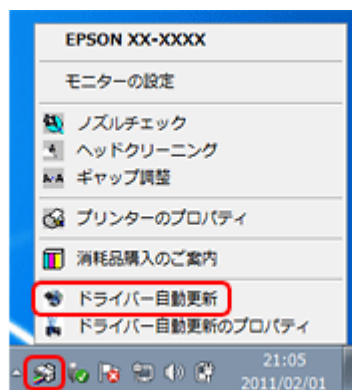 EPSON XX-XXXX
モニターの設定
ノズルチェック
ヘッドクリーニング
ギャップ調整
プリンターのプロパティ
消耗品購入のご案内
ドライバー自動更新
ドライバー自動更新のプロパティ
21:05
2011/02/01